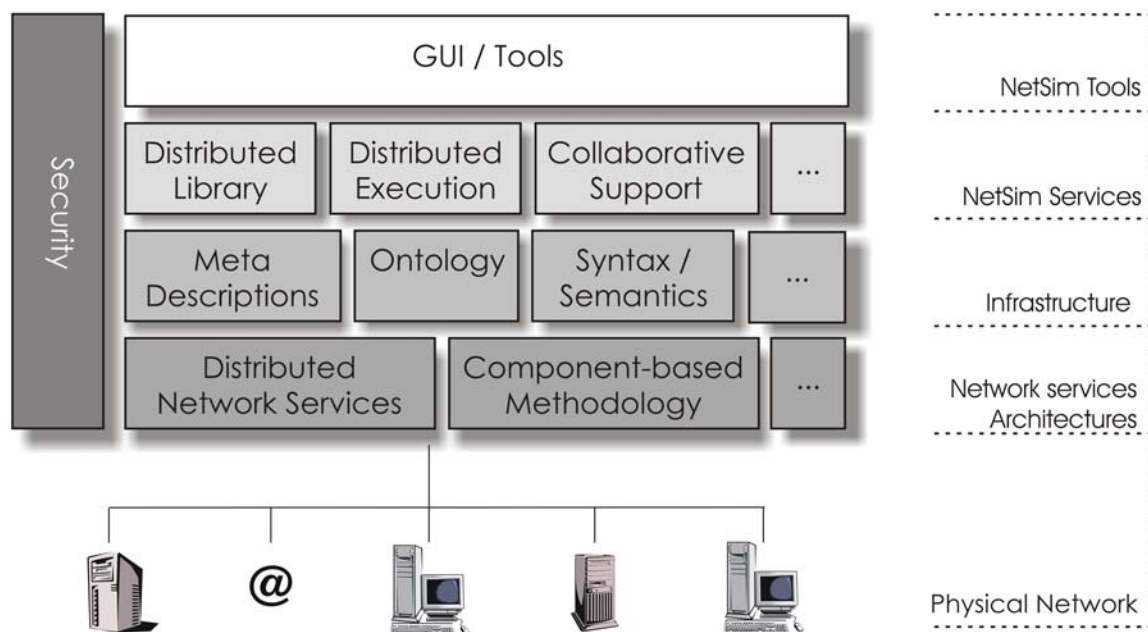 GUI / Tools
NetSim Tools
Security
Distributed
Library
Distributed
Execution
Collaborative
Support
...
NetSim Services
Meta
Descriptions
Ontology
Syntax /
Semantics
...
Infrastructure
Distributed
Network Services
Component-based
Methodology
...
Network services
Architectures
@
Physical Network